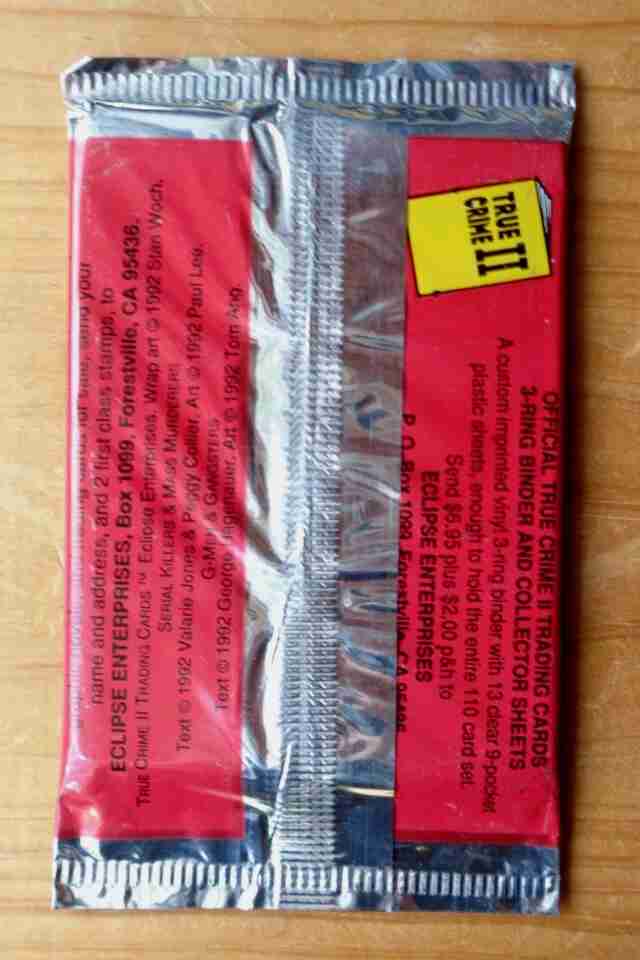 TRUE
CRIME
II
OFFICIAL TRUE CRIME II TRADING CARDS
3-RING BINDER AND COLLECTOR SHEETS
A custom imprinted vinyl 3-ring binder with 13 clear 9-pocket
plastic sheets, enough to hold the entire 110 card set.
Send $6.95 plus $2.00 p&h to
ECLIPSE ENTERPRISES
P.O. Box 1099, Forestville, CA
your
name and address, and 2 first class stamps, to
ECLIPSE ENTERPRISES, Box 1099, Forestville, CA 95436.
TRUE CRIME II TRADING CARDS ™ Eclipse Enterprises. Wrap art © 1992 Stan Woch.
SERIAL KILLERS & MASS MURDERERS
Text © 1992 Valarie Jones & Peggy Collier, Art © 1992 Paul Lee.
G-MEN & GANGSTERS
Text © 1992 George Art © 1992 Tom